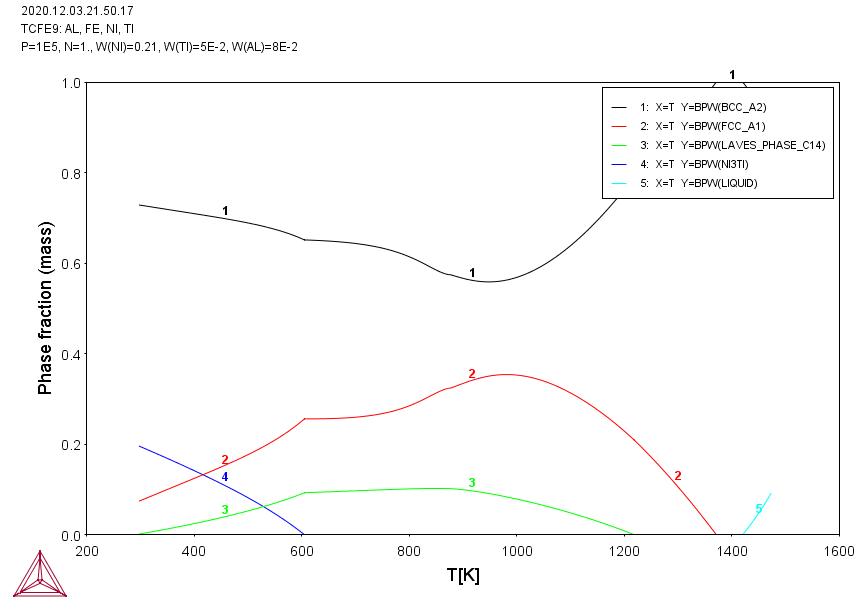 2020.12.03.21.50.17
TCFE9: AL, FE, NI, TI
P=1E5, N=1., W(NI)=0.21, W(TI)=5E-2, W(AL)=8E-2
1
1.0
1: X=T Y=BPW(BCC_A2)
2: X=T Y=BPW(FCC_A1)
3: X=T Y=BPW(LAVES_PHASE_C14)
4: X=T Y=BPW(NI3TI)
5: X=T Y=BPW(LIQUID)
0.8
1
0.6
1
Phase fraction (mass)
0.4
2
0.2
2
4
3
2
3
5
0.0
200 400 600 800 1000 1200 1400 1600
T[K]